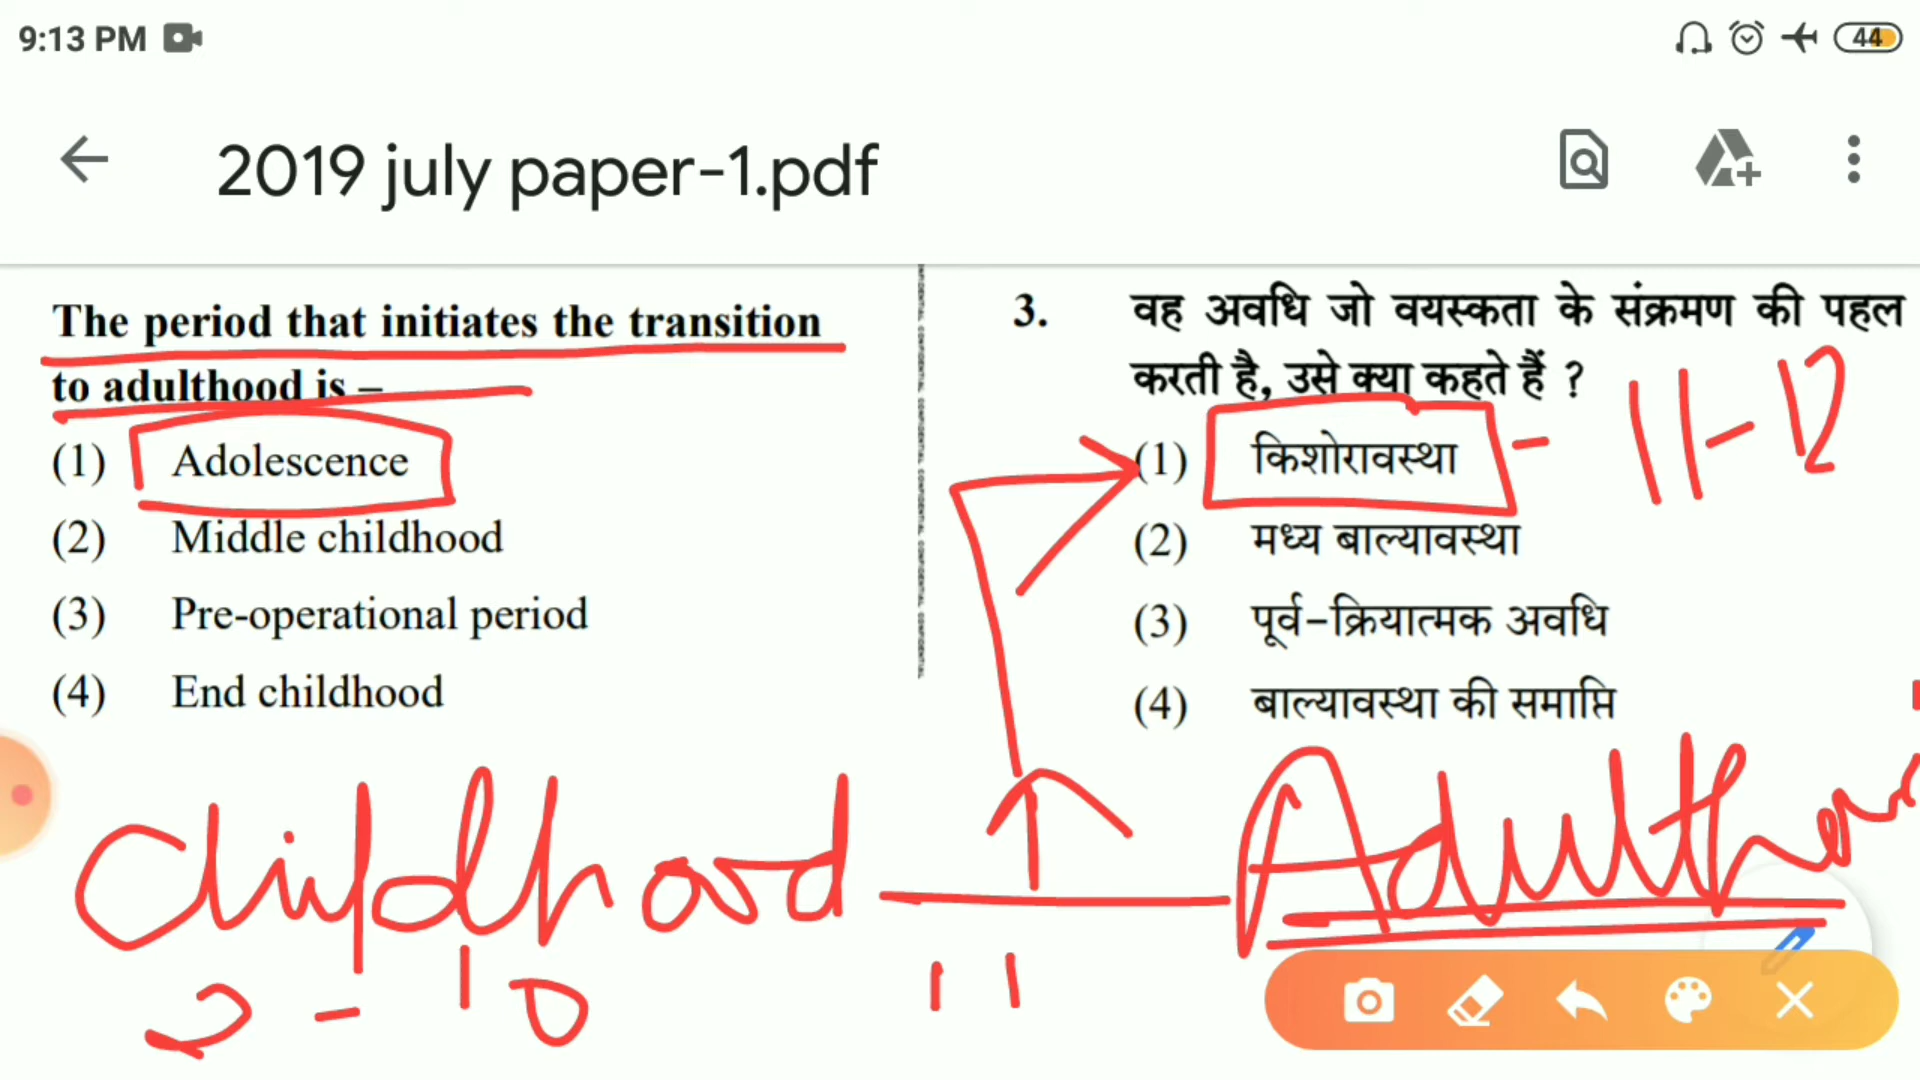 9:13 PM
44
2019 july paper-1.pdf
The period that initiates the transition
to adulthood is –
(1) Adolescence
(2) Middle childhood
(3) Pre-operational period
(4) End childhood
3. वह अवधि जो वयस्कता के संक्रमण की पहल
करती है, उसे क्या कहते हैं ?
(1) किशोरावस्था - 11-12
(2) मध्य बाल्यावस्था
(3) पूर्व-क्रियात्मक अवधि
(4) बाल्यावस्था की समाप्ति
Childhood
2 - 10
11